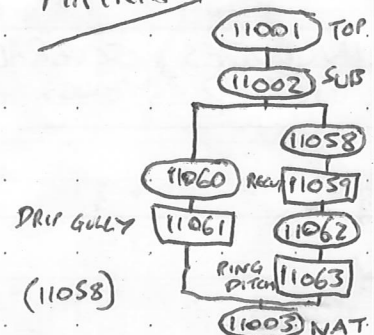 11001 TOP.
11002 SUB
11058
11060 RECUT 11059
DRIP GULLY 11061 11062
RING DITCH 11063
(11058)
11003 NAT.